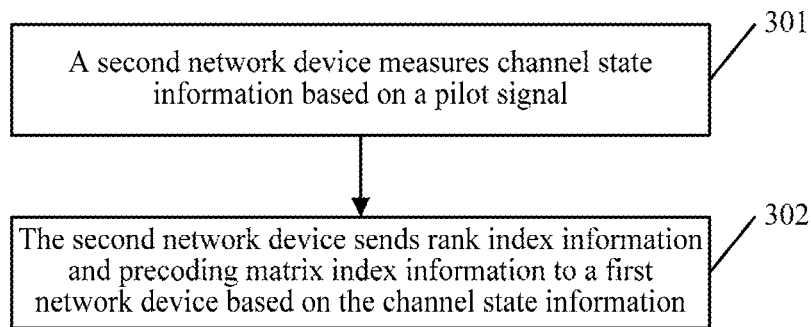 301
A second network device measures channel state
information based on a pilot signal
302
The second network device sends rank index information
and precoding matrix index information to a first
network device based on the channel state information